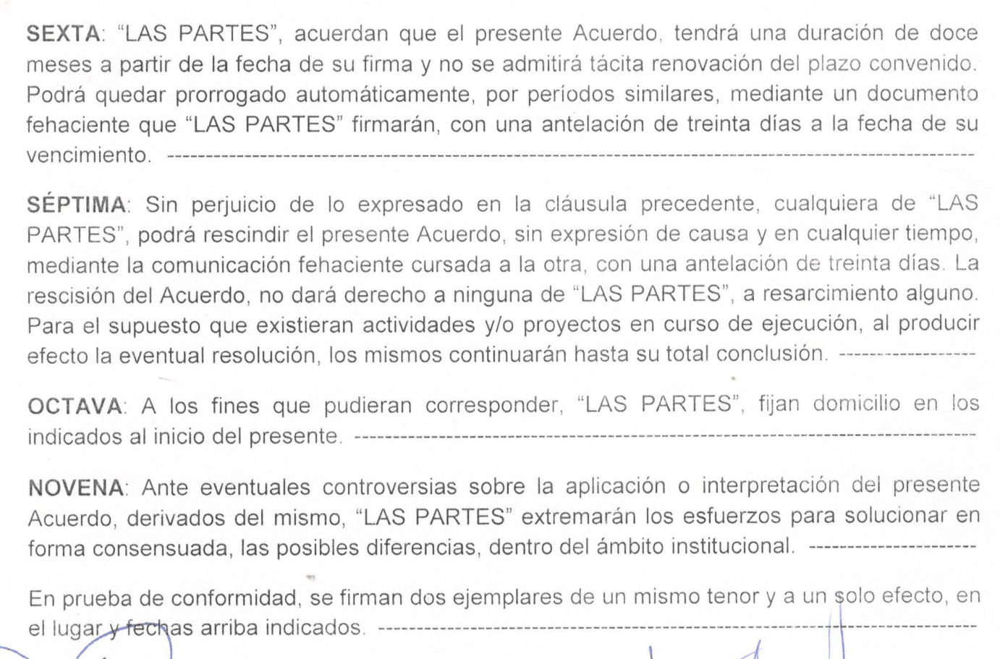 SEXTA: “LAS PARTES”, acuerdan que el presente Acuerdo, tendrá una duración de doce
meses a partir de la fecha de su firma y no se admitirá tácita renovación del plazo convenido.
Podrá quedar prorrogado automáticamente, por períodos similares, mediante un documento
fehaciente que “LAS PARTES” firmarán, con una antelación de treinta días a la fecha de su
vencimiento. ---------------------------------------------------------------------------------------------------------
SÉPTIMA: Sin perjuicio de lo expresado en la cláusula precedente, cualquiera de “LAS
PARTES”, podrá rescindir el presente Acuerdo, sin expresión de causa y en cualquier tiempo,
mediante la comunicación fehaciente cursada a la otra, con una antelación de treinta días. La
rescisión del Acuerdo, no dará derecho a ninguna de “LAS PARTES”, a resarcimiento alguno.
Para el supuesto que existieran actividades y/o proyectos en curso de ejecución, al producir
efecto la eventual resolución, los mismos continuarán hasta su total conclusión. ------------------
OCTAVA: A los fines que pudieran corresponder, “LAS PARTES”, fijan domicilio en los
indicados al inicio del presente. ---------------------------------------------------------------------------------
NOVENA: Ante eventuales controversias sobre la aplicación o interpretación del presente
Acuerdo, derivados del mismo, “LAS PARTES” extremarán los esfuerzos para solucionar en
forma consensuada, las posibles diferencias, dentro del ámbito institucional. ----------------------
En prueba de conformidad, se firman dos ejemplares de un mismo tenor y a un solo efecto, en
el lugar y fechas arriba indicados. ------------------------------------------------------------------------------